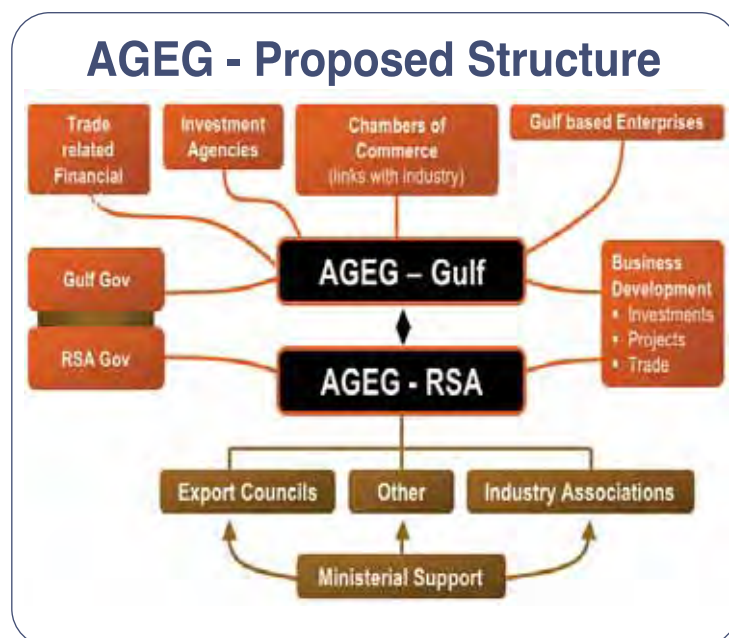 AGEG - Proposed Structure
Trade
related
Financial
Investment
Agencies
Chambers of
Commerce
(links with industry)
Gulf based Enterprises
AGEG – Gulf
Gulf Gov
RSA Gov
Business
Development
▪ Investments
▪ Projects
▪ Trade
AGEG - RSA
Export Councils
Other
Industry Associations
Ministerial Support